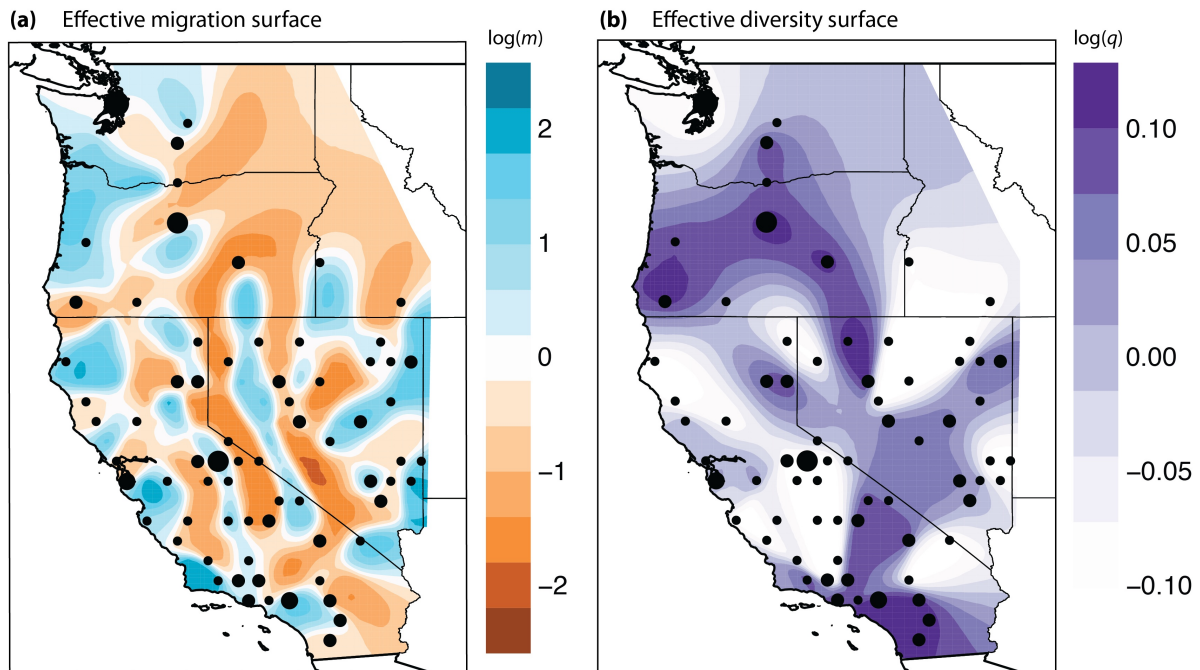 (a) Effective migration surface
log(m)
2
1
0
−1
−2
(b) Effective diversity surface
log(q)
0.10
0.05
0.00
−0.05
−0.10